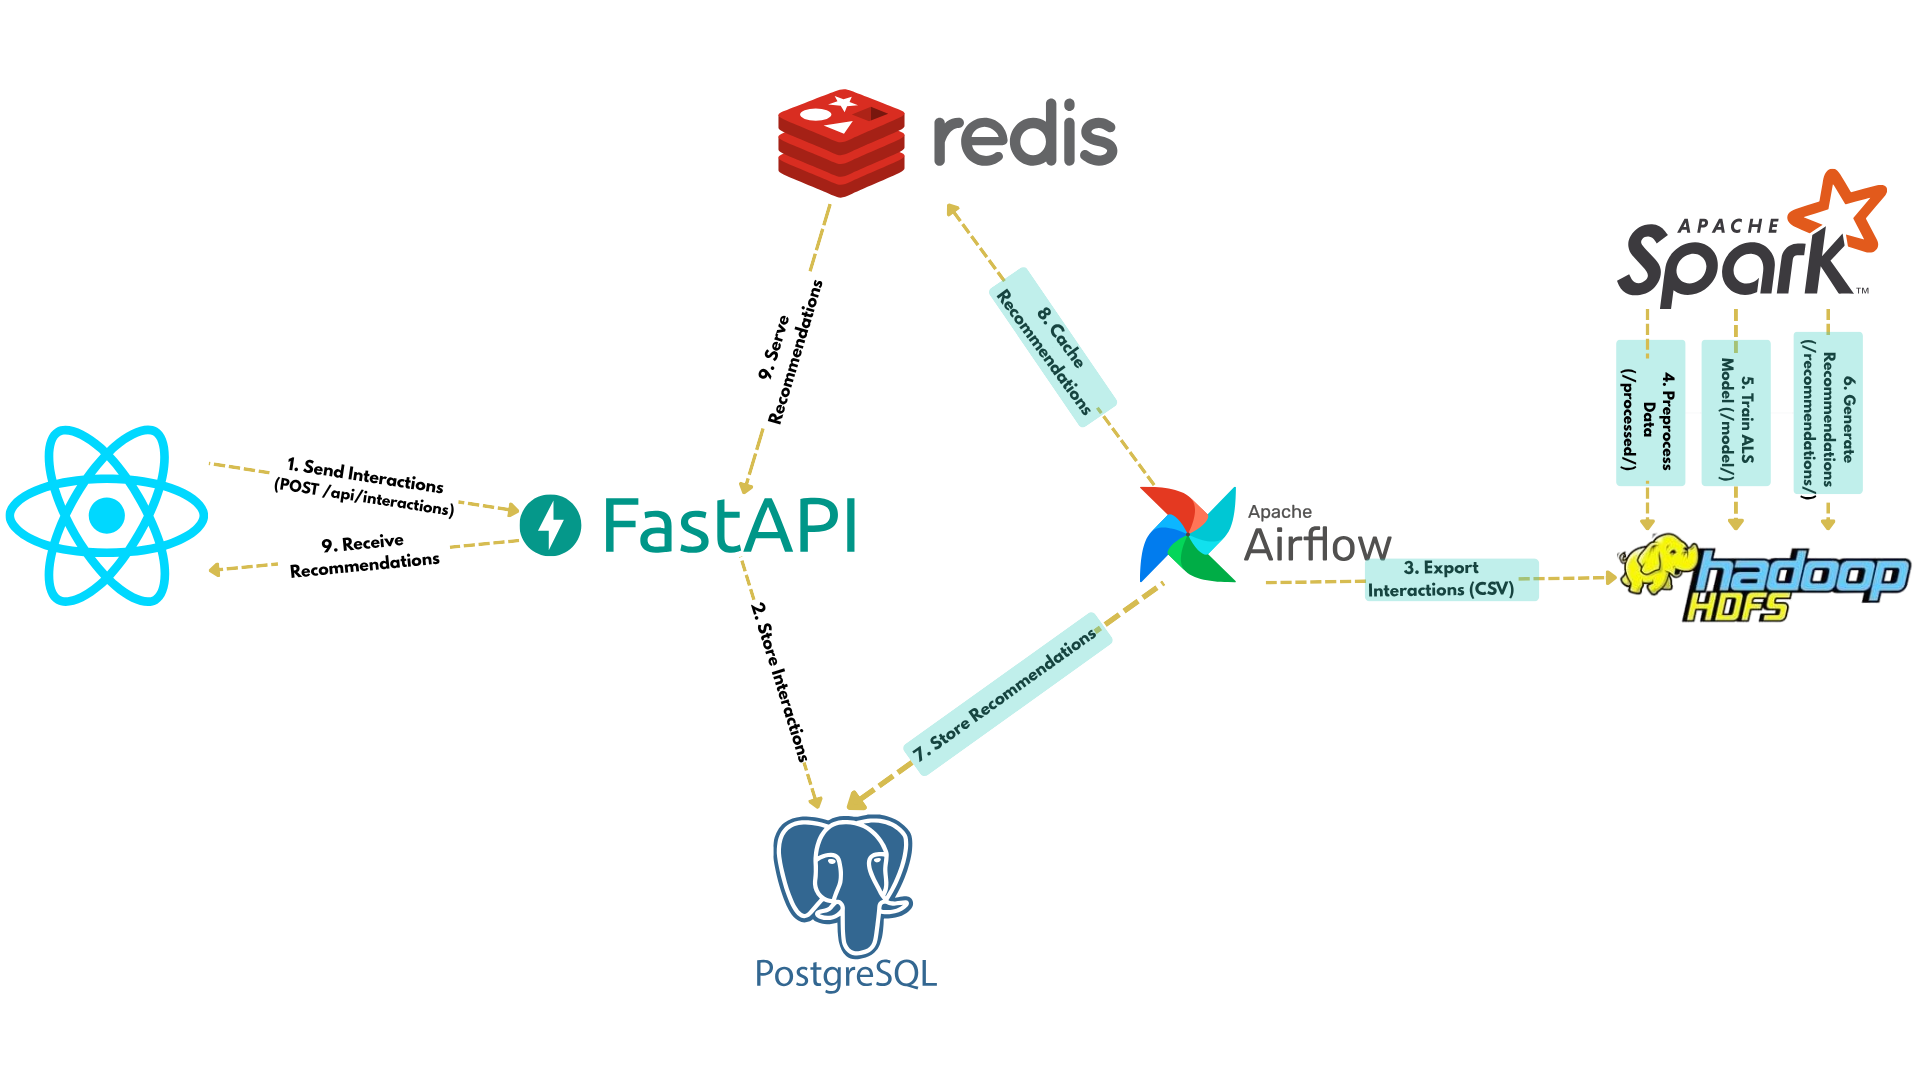 redis
APACHE
Spark
TM
8. Cache
Recommendations
9. Serve
Recommendations
4. Preprocess
Data
(/processed/)
5. Train ALS
Model (/model/)
6. Generate
Recommendations
(/recommendations/)
1. Send Interactions
(POST /api/interactions)
FastAPI
9. Receive
Recommendations
Apache
Airflow
3. Export
Interactions (CSV)
hadoop
HDFS
2. Store Interactions
7. Store Recommendations
PostgreSQL